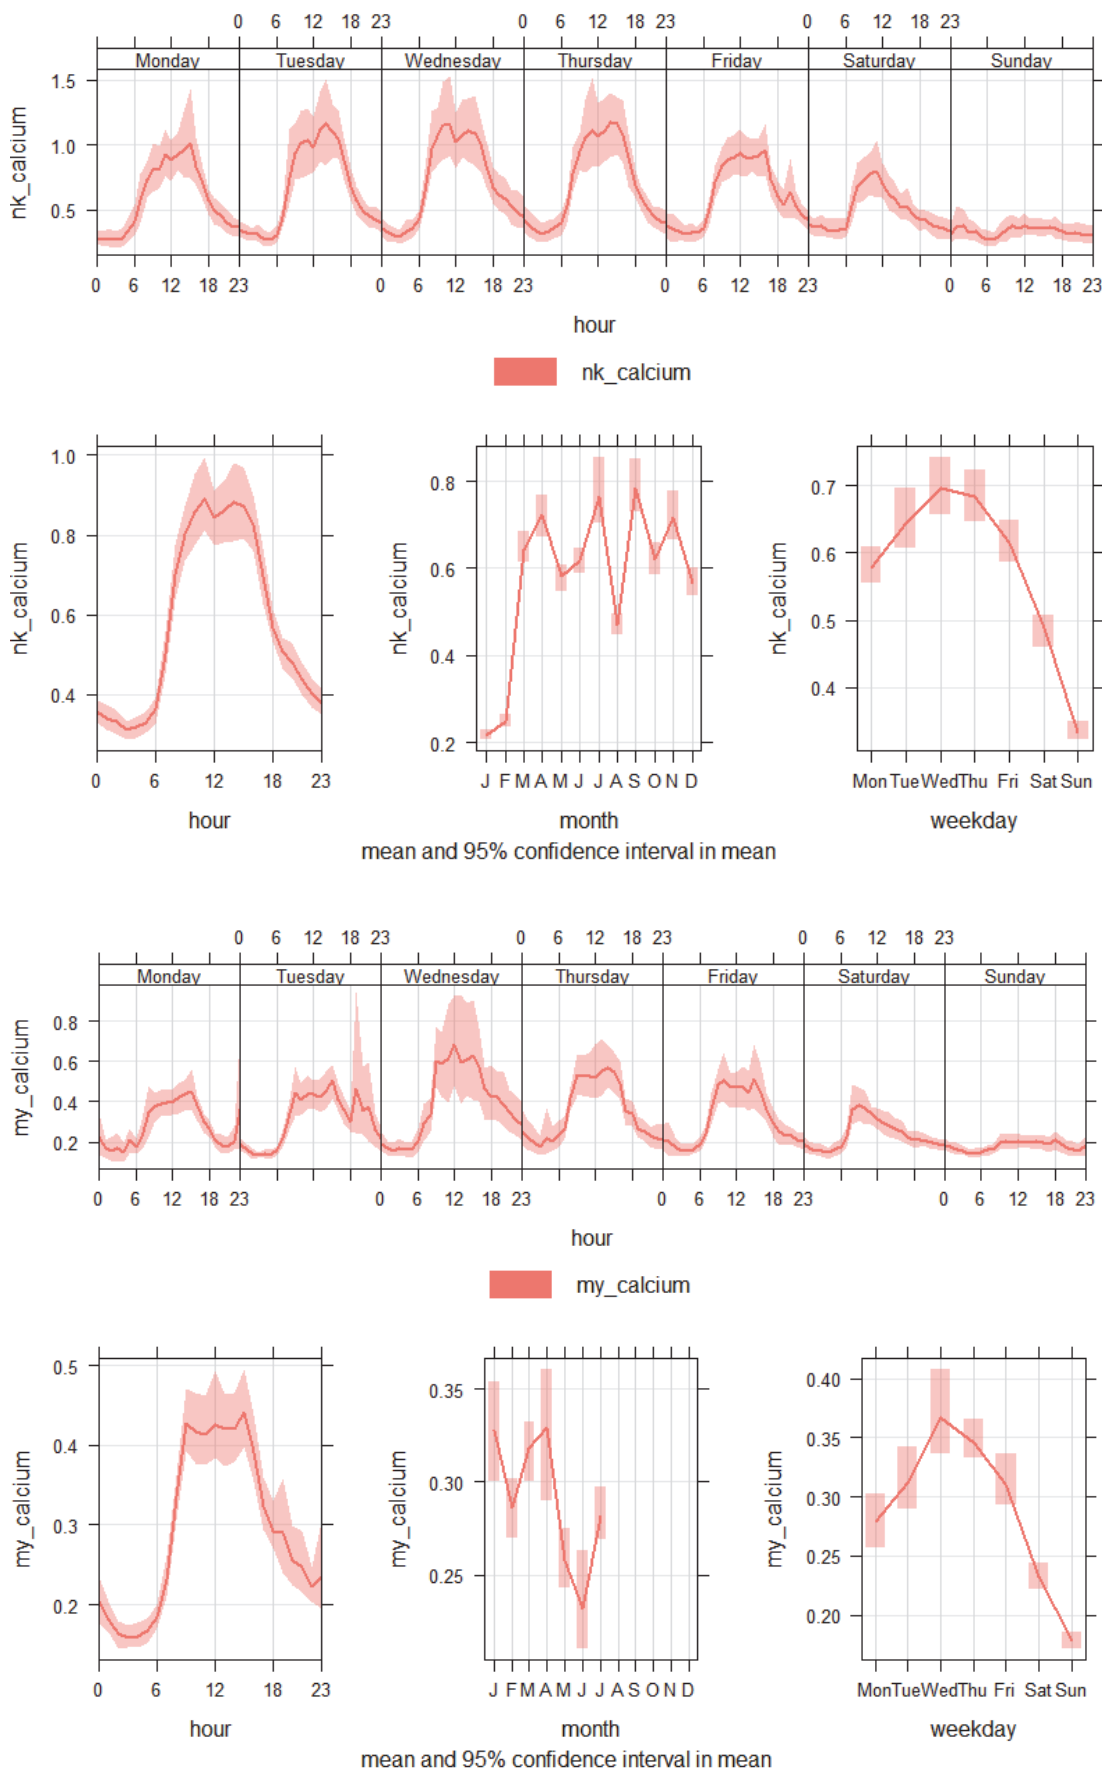 0 6 12 18 23 0 6 12 18 23 0 6 12 18 23
Monday Tuesday Wednesday Thursday Friday Saturday Sunday
nk_calcium
1.5
1.0
0.5
0 6 12 18 23 0 6 12 18 23 0 6 12 18 23 0 6 12 18 23
hour
nk_calcium
nk_calcium
1.0
0.8
0.6
0.4
0 6 12 18 23
hour
nk_calcium
0.8
0.6
0.4
0.2
J F M A M J J A S O N D
month
nk_calcium
0.7
0.6
0.5
0.4
Mon Tue Wed Thu Fri Sat Sun
weekday
mean and 95% confidence interval in mean
0 6 12 18 23 0 6 12 18 23 0 6 12 18 23
Monday Tuesday Wednesday Thursday Friday Saturday Sunday
my_calcium
0.8
0.6
0.4
0.2
0 6 12 18 23 0 6 12 18 23 0 6 12 18 23 0 6 12 18 23
hour
my_calcium
my_calcium
0.5
0.4
0.3
0.2
0 6 12 18 23
hour
my_calcium
0.35
0.30
0.25
J F M A M J J A S O N D
month
my_calcium
0.40
0.35
0.30
0.25
0.20
Mon Tue Wed Thu Fri Sat Sun
weekday
mean and 95% confidence interval in mean